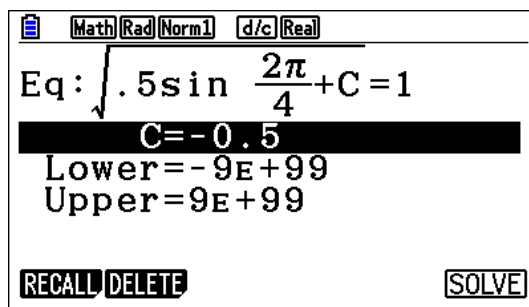 Math Rad Norm1 d/c Real
Eq:√.5sin 2π/4+C=1
C=-0.5
Lower=-9E+99
Upper=9E+99
RECALL DELETE SOLVE